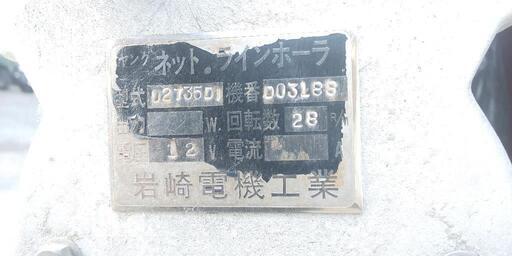 ヤング ネット.ラインホーラ
型式 U2735D1 機番 D03188
出力 W. 回転数 28 R/
電圧 12 V. 電流 A
岩崎電機工業